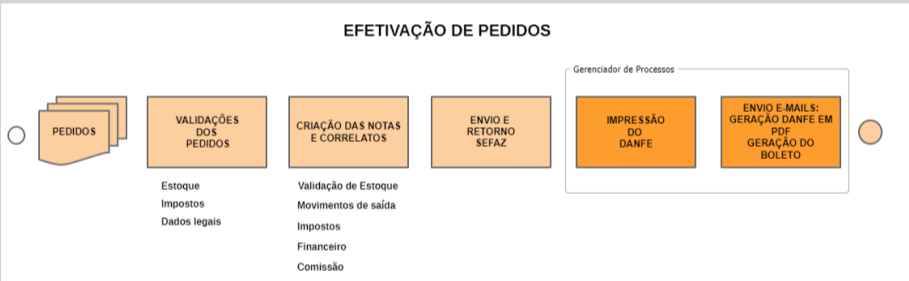 EFETIVAÇÃO DE PEDIDOS
Gerenciador de Processos
PEDIDOS
VALIDAÇÕES
DOS
PEDIDOS
CRIAÇÃO DAS NOTAS
E CORRELATOS
ENVIO E
RETORNO
SEFAZ
IMPRESSÃO
DO
DANFE
ENVIO E-MAILS:
GERAÇÃO DANFE EM
PDF
GERAÇÃO DO
BOLETO
Estoque
Impostos
Dados legais
Validação de Estoque
Movimentos de saída
Impostos
Financeiro
Comissão